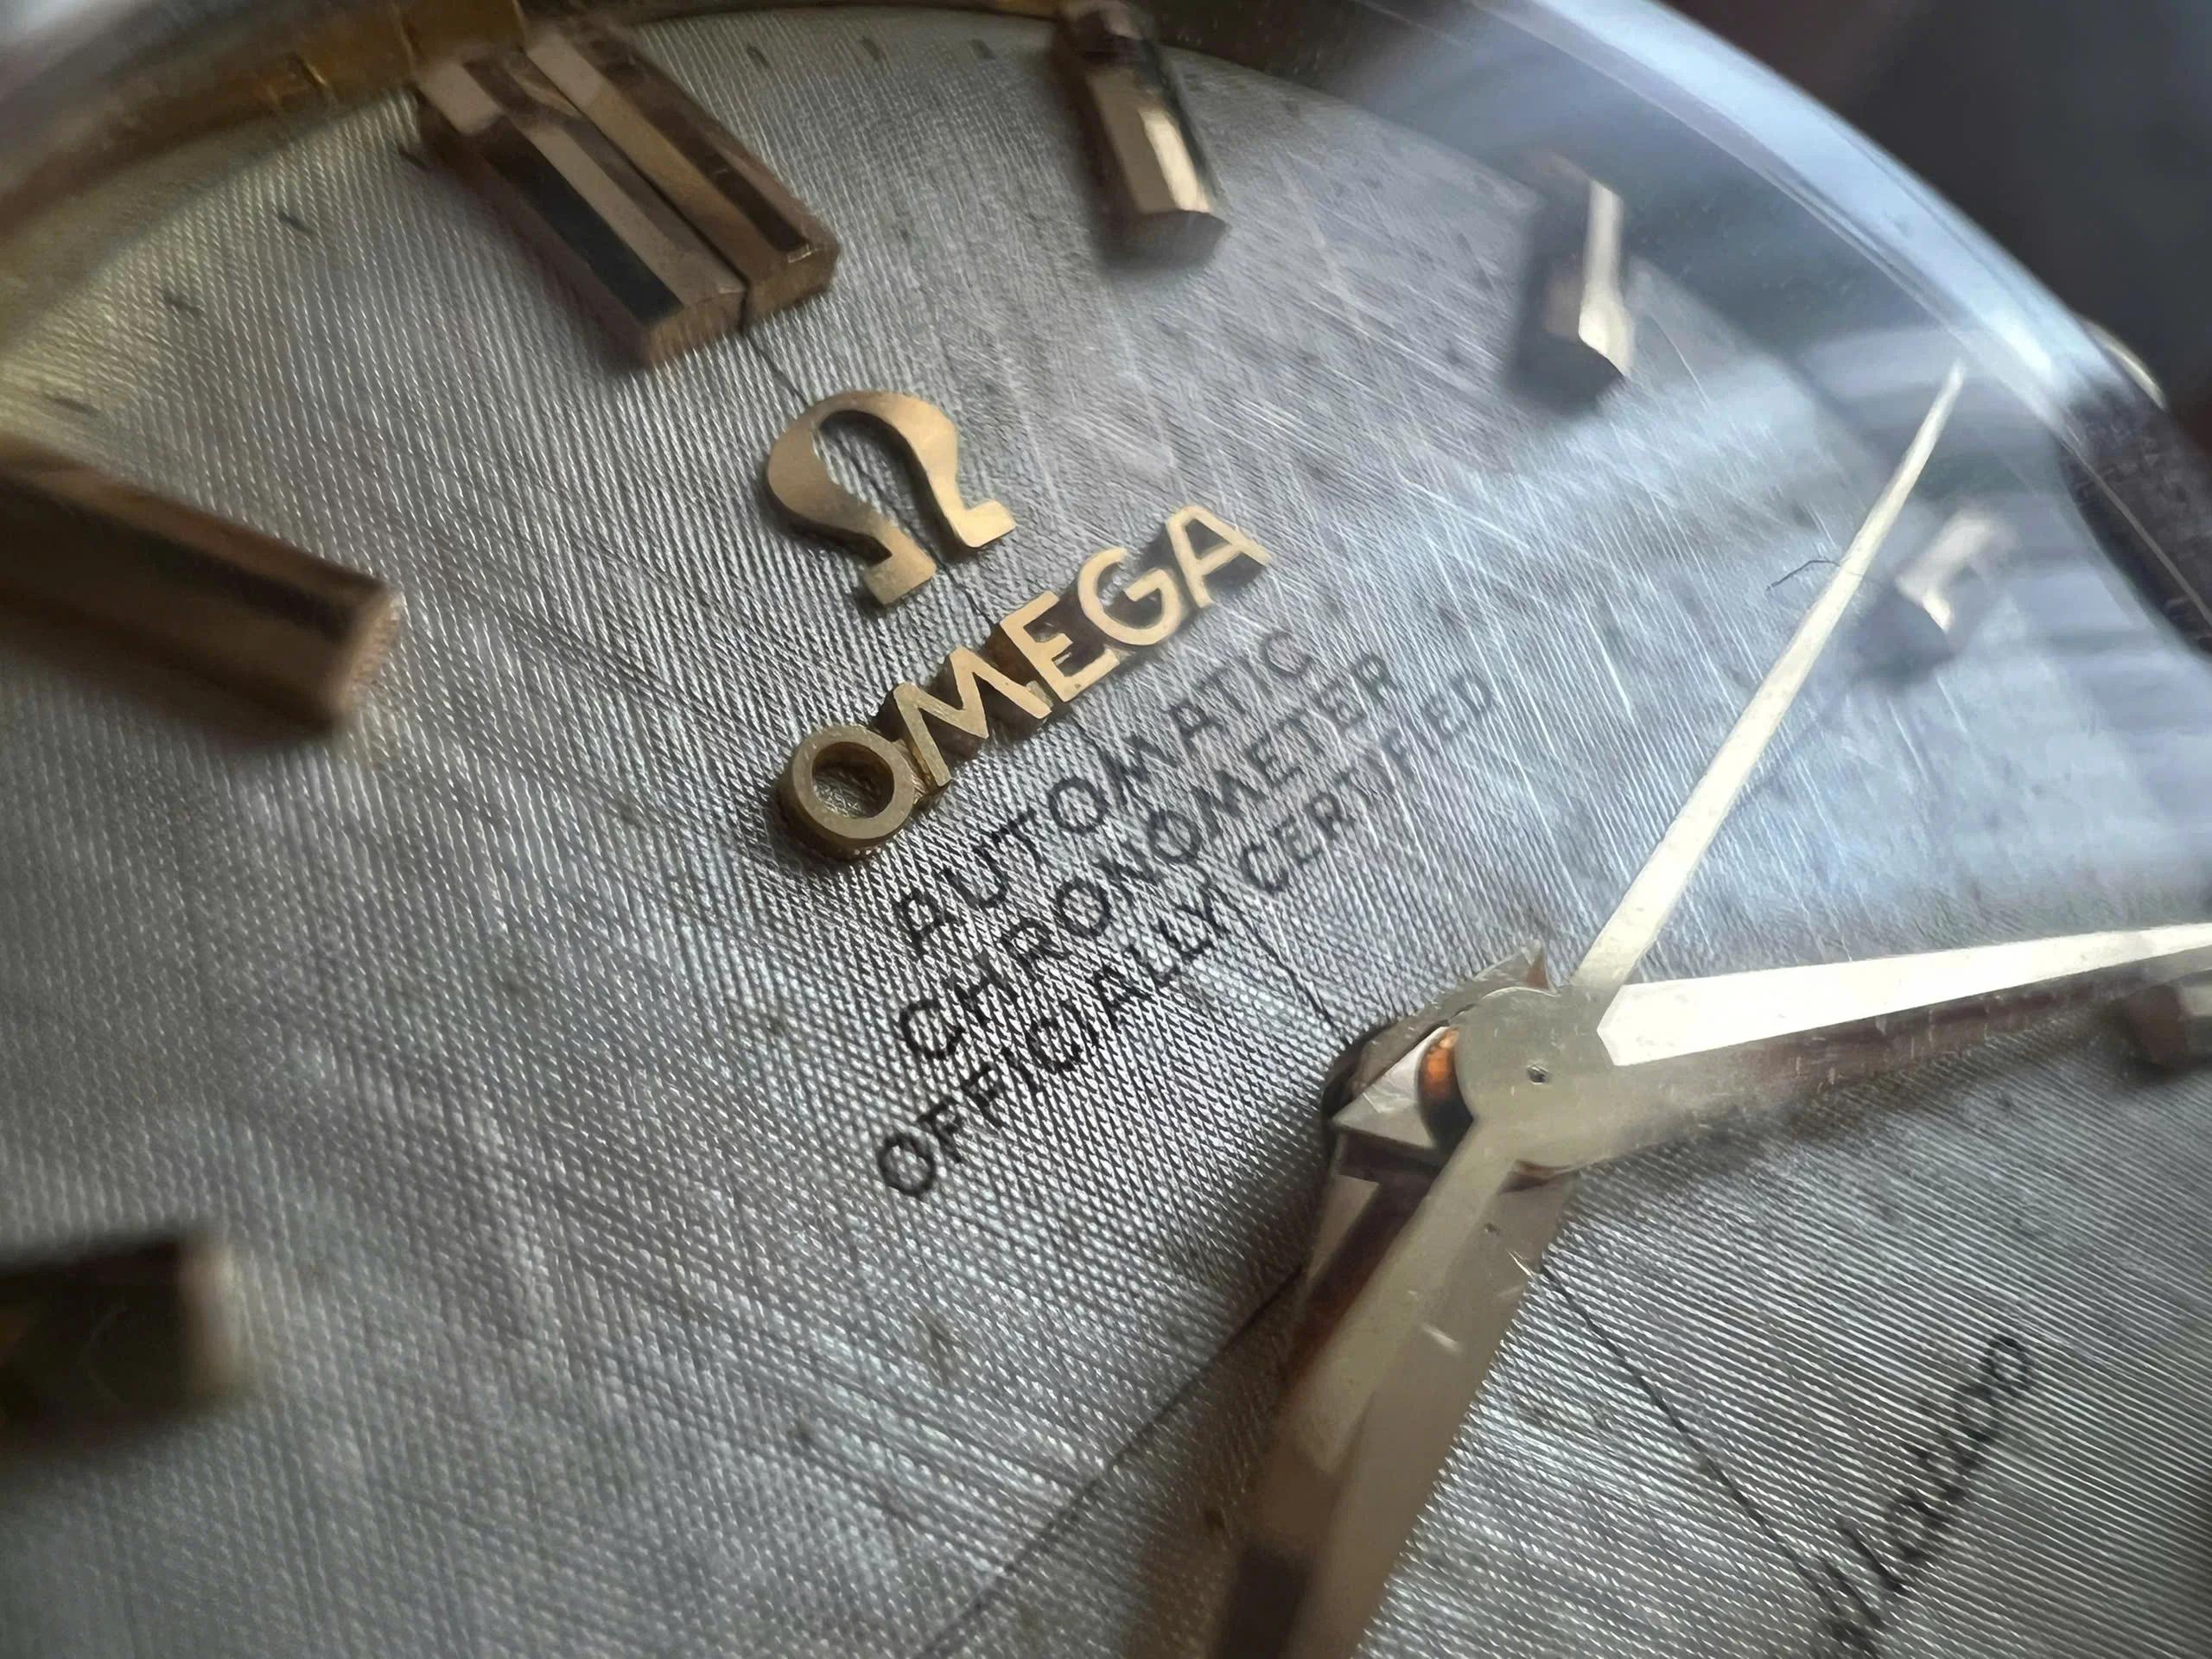 Ω
OMEGA
AUTOMATIC
CHRONOMETER
OFFICIALLY CERTIFIED